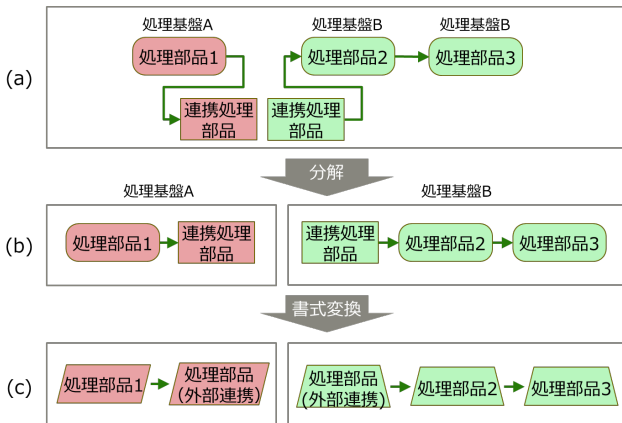 処理基盤A
処理基盤B
処理基盤B
(a)
処理部品1
処理部品2
処理部品3
連携処理
部品
連携処理
部品
分解
処理基盤A
処理基盤B
(b)
処理部品1
連携処理
部品
連携処理
部品
処理部品2
処理部品3
書式変換
(c)
処理部品1
処理部品
(外部連携)
処理部品
(外部連携)
処理部品2
処理部品3